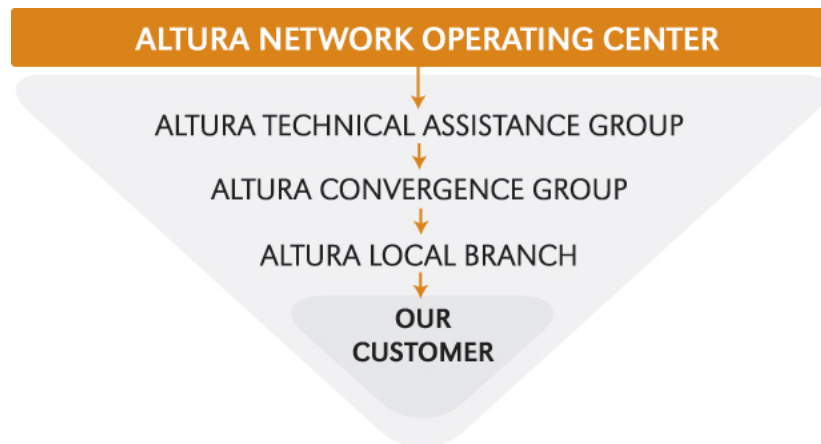 ALTURA NETWORK OPERATING CENTER
ALTURA TECHNICAL ASSISTANCE GROUP
ALTURA CONVERGENCE GROUP
ALTURA LOCAL BRANCH
OUR
CUSTOMER